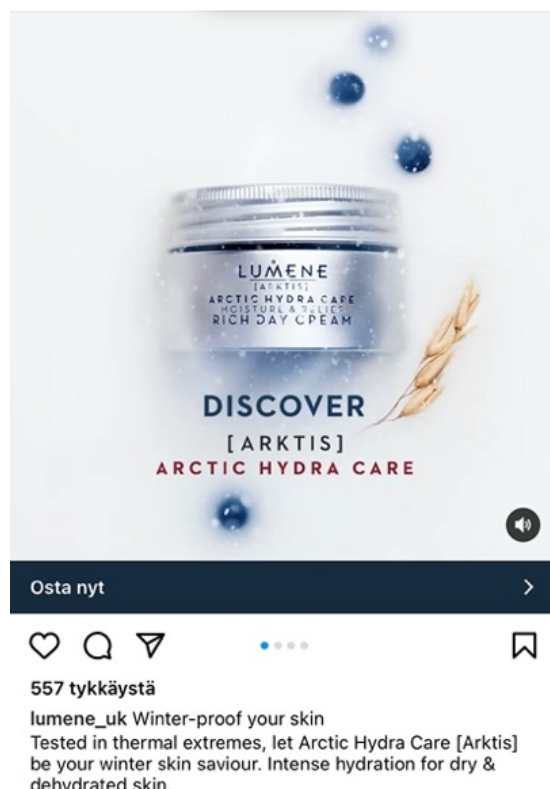 LUMENE
[ARKTIS]
ARCTIC HYDRA CARE
MOISTURE & RELIEF
RICH DAY CREAM
DISCOVER
[ARKTIS]
ARCTIC HYDRA CARE
Osta nyt
557 tykkäystä
lumene_uk Winter-proof your skin
Tested in thermal extremes, let Arctic Hydra Care [Arktis]
be your winter skin saviour. Intense hydration for dry &
dehydrated skin.